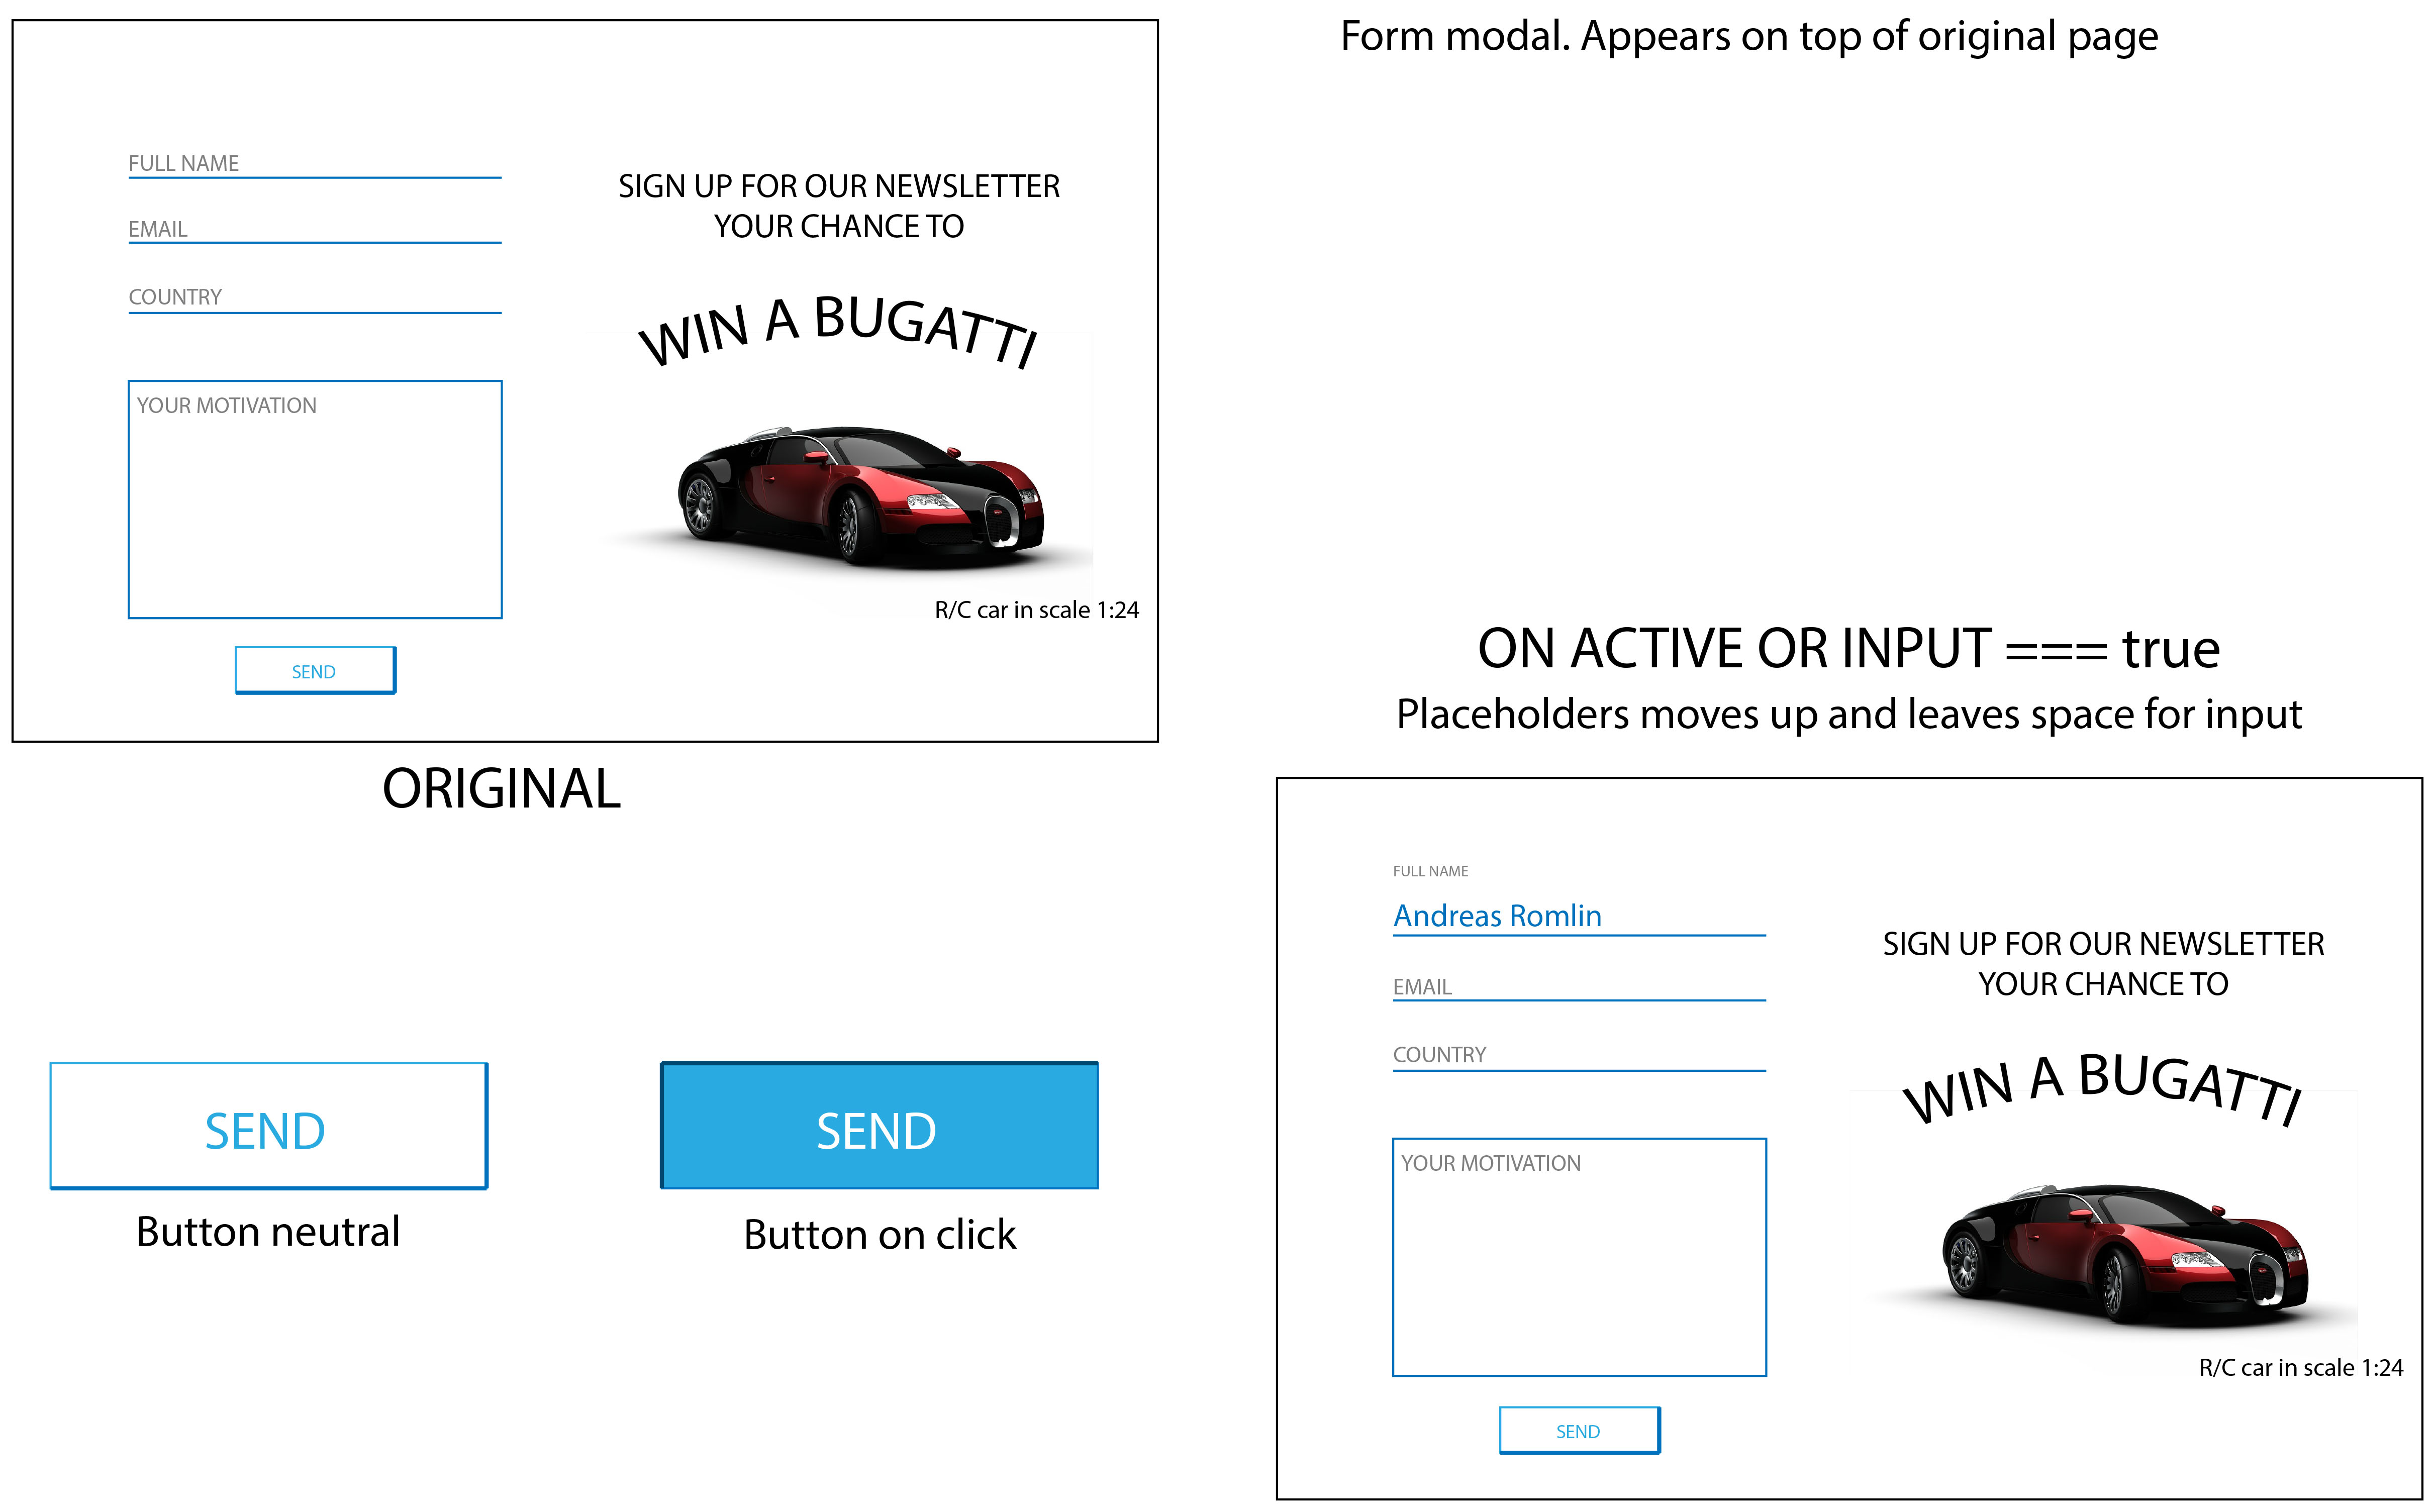 Form modal. Appears on top of original page
FULL NAME
EMAIL
COUNTRY
YOUR MOTIVATION
SEND
SIGN UP FOR OUR NEWSLETTER
YOUR CHANCE TO
WIN A BUGATTI
R/C car in scale 1:24
ORIGINAL
ON ACTIVE OR INPUT === true
Placeholders moves up and leaves space for input
SEND
Button neutral
SEND
Button on click
FULL NAME
Andreas Romlin
EMAIL
COUNTRY
YOUR MOTIVATION
SEND
SIGN UP FOR OUR NEWSLETTER
YOUR CHANCE TO
WIN A BUGATTI
R/C car in scale 1:24